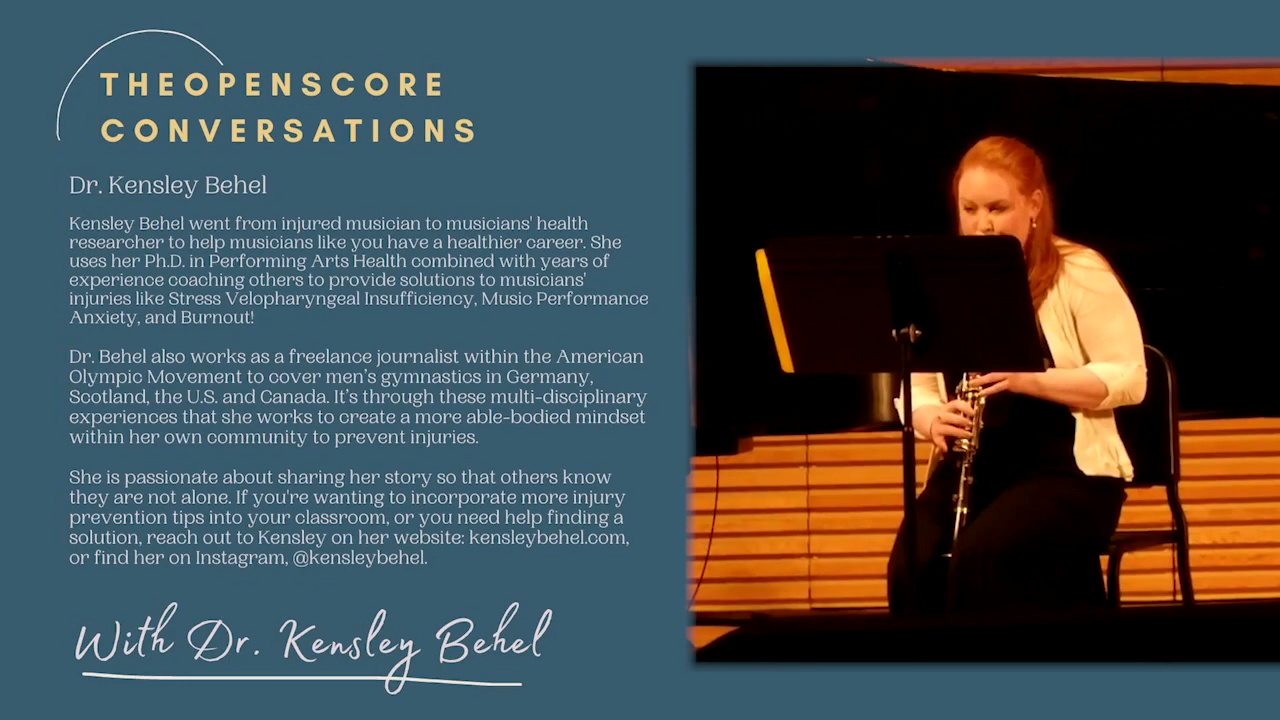 THEOPENSCORE
CONVERSATIONS
Dr. Kensley Behel
Kensley Behel went from injured musician to musicians' health
researcher to help musicians like you have a healthier career. She
uses her Ph.D. in Performing Arts Health combined with years of
experience coaching others to provide solutions to musicians'
injuries like Stress Velopharyngeal Insufficiency, Music Performance
Anxiety, and Burnout!
Dr. Behel also works as a freelance journalist within the American
Olympic Movement to cover men's gymnastics in Germany,
Scotland, the U.S. and Canada. It's through these multi-disciplinary
experiences that she works to create a more able-bodied mindset
within her own community to prevent injuries.
She is passionate about sharing her story so that others know
they are not alone. If you're wanting to incorporate more injury
prevention tips into your classroom, or you need help finding a
solution, reach out to Kensley on her website: kensleybehel.com,
or find her on Instagram, @kensleybehel.
With Dr. Kensley Behel